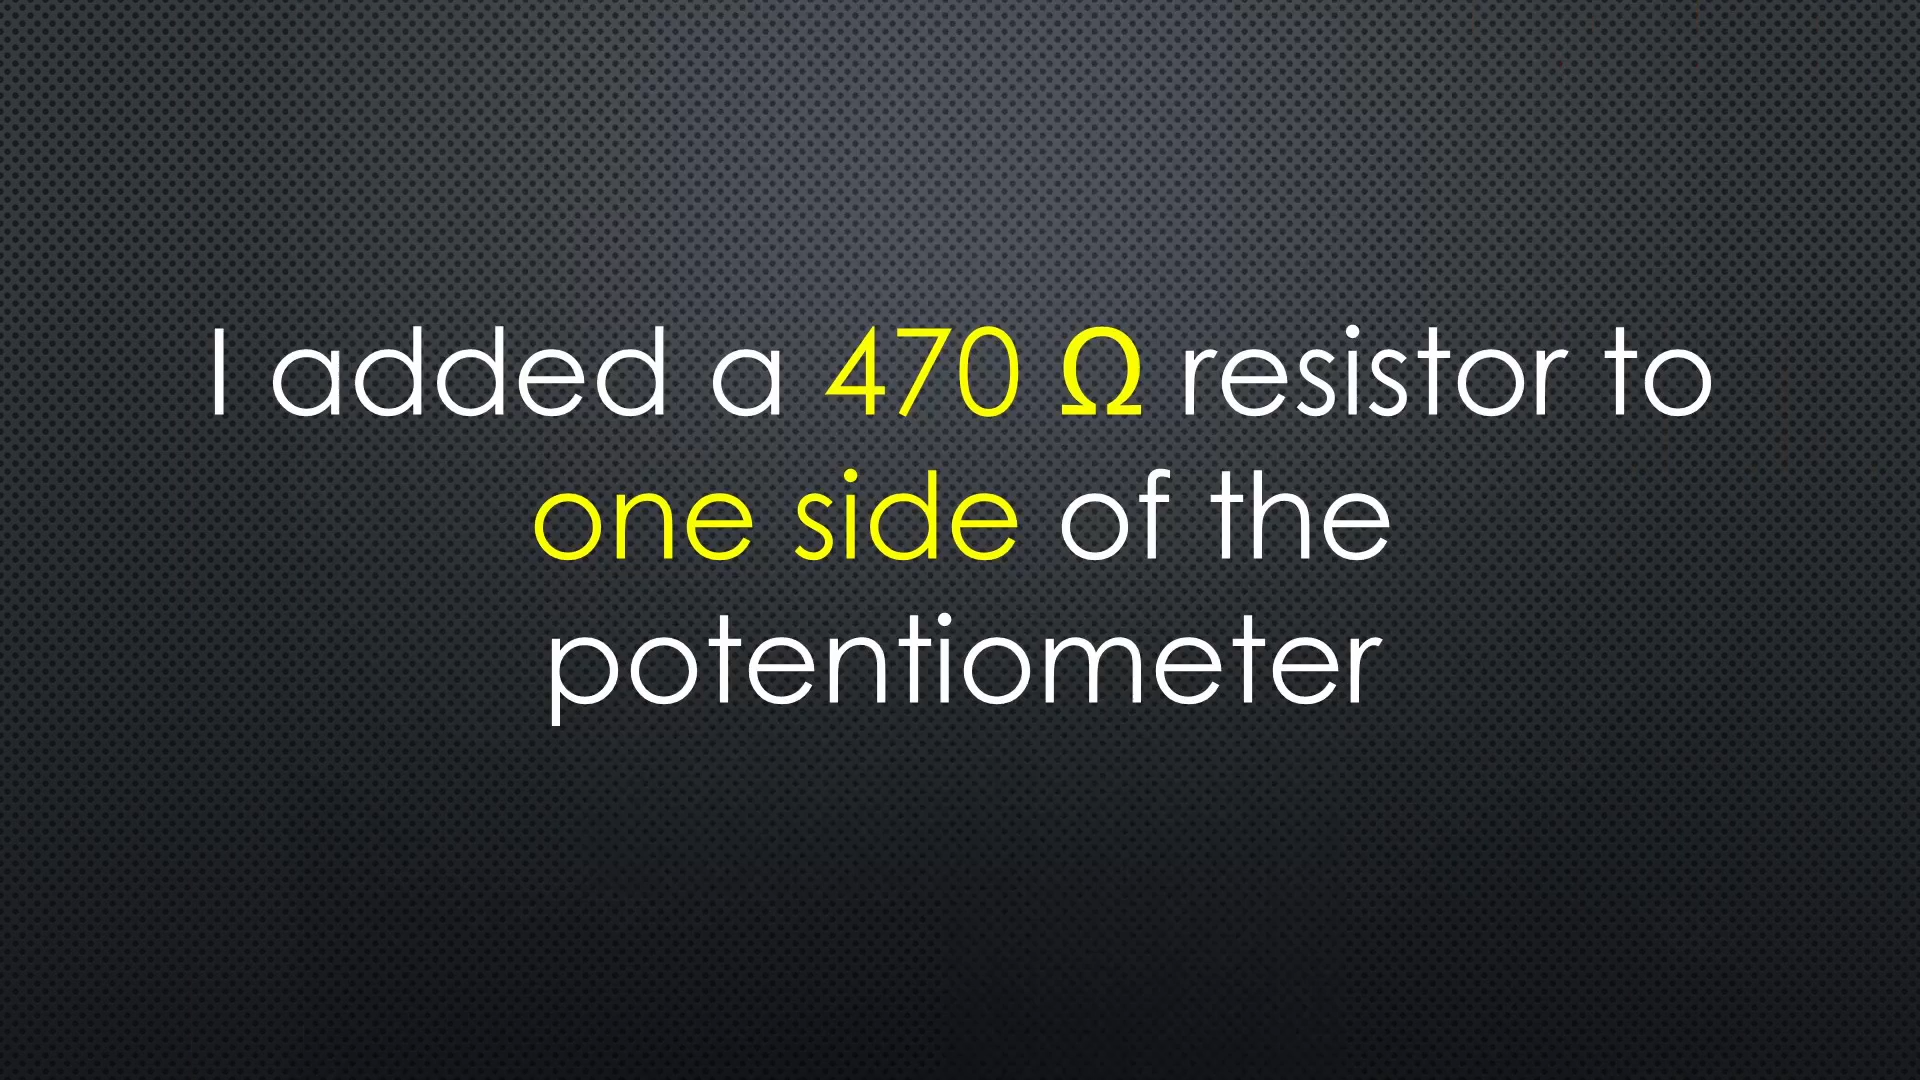 I added a 470 Ω resistor to
one side of the
potentiometer